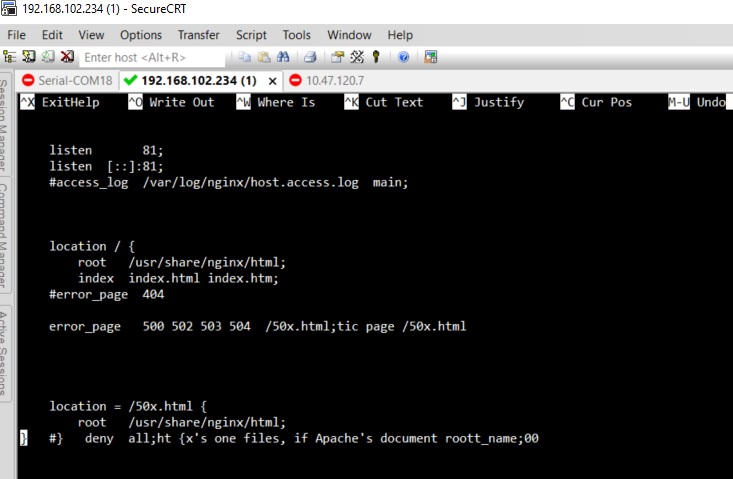 192.168.102.234 (1) - SecureCRT
File Edit View Options Transfer Script Tools Window Help
Enter host <Alt+R>
Serial-COM18 192.168.102.234 (1) × 10.47.120.7
^X ExitHelp ^O Write Out ^W Where Is ^K Cut Text ^J Justify ^C Cur Pos M-U Undo
listen 81;
listen [::]:81;
#access_log /var/log/nginx/host.access.log main;
location / {
root /usr/share/nginx/html;
index index.html index.htm;
#error_page 404
error_page 500 502 503 504 /50x.html;tic page /50x.html
location = /50x.html {
root /usr/share/nginx/html;
} #} deny all;ht {x's one files, if Apache's document roott_name;00
Session Manager
Command Manager
Active Sessions